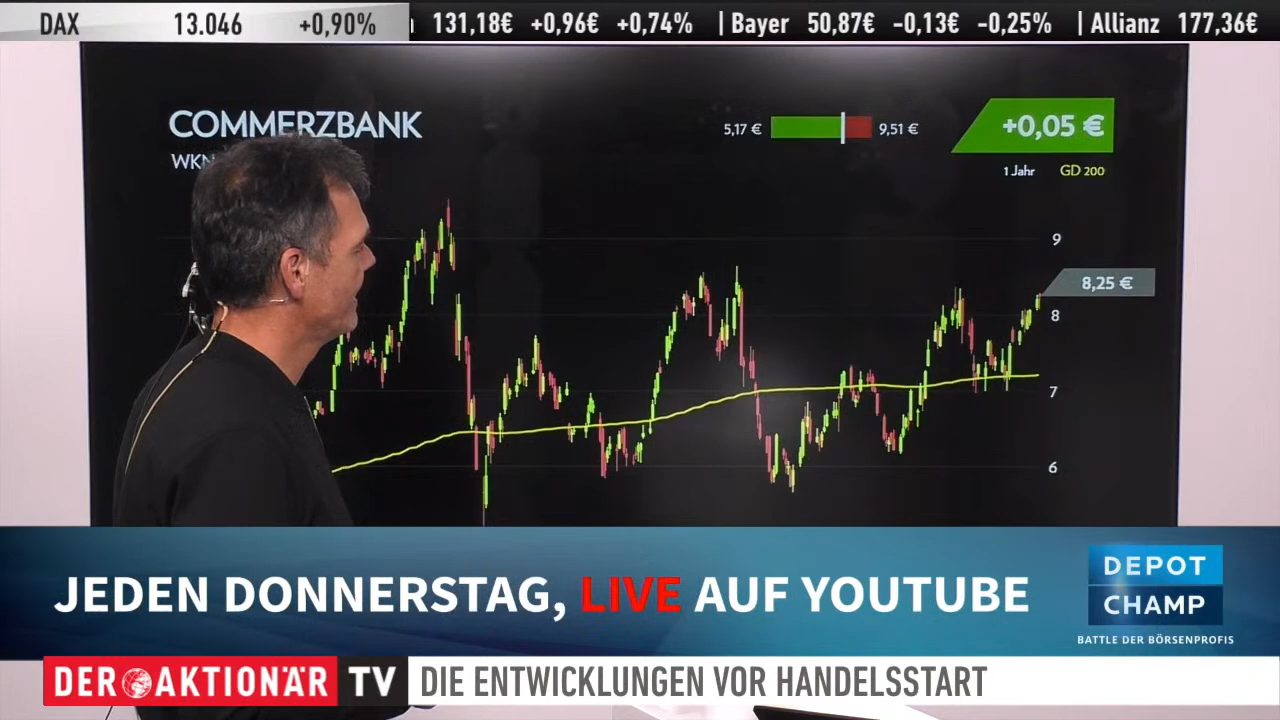 DAX 13.046 +0,90% 131,18€ +0,96€ +0,74% | Bayer 50,87€ -0,13€ -0,25% | Allianz 177,36€
COMMERZBANK
WKN
5,17 € 9,51 €
+0,05 €
1 Jahr GD 200
9
8,25 €
8
7
6
JEDEN DONNERSTAG, LIVE AUF YOUTUBE
DEPOT
CHAMP
BATTLE DER BÖRSENPROFIS
DER AKTIONÄR TV DIE ENTWICKLUNGEN VOR HANDELSSTART